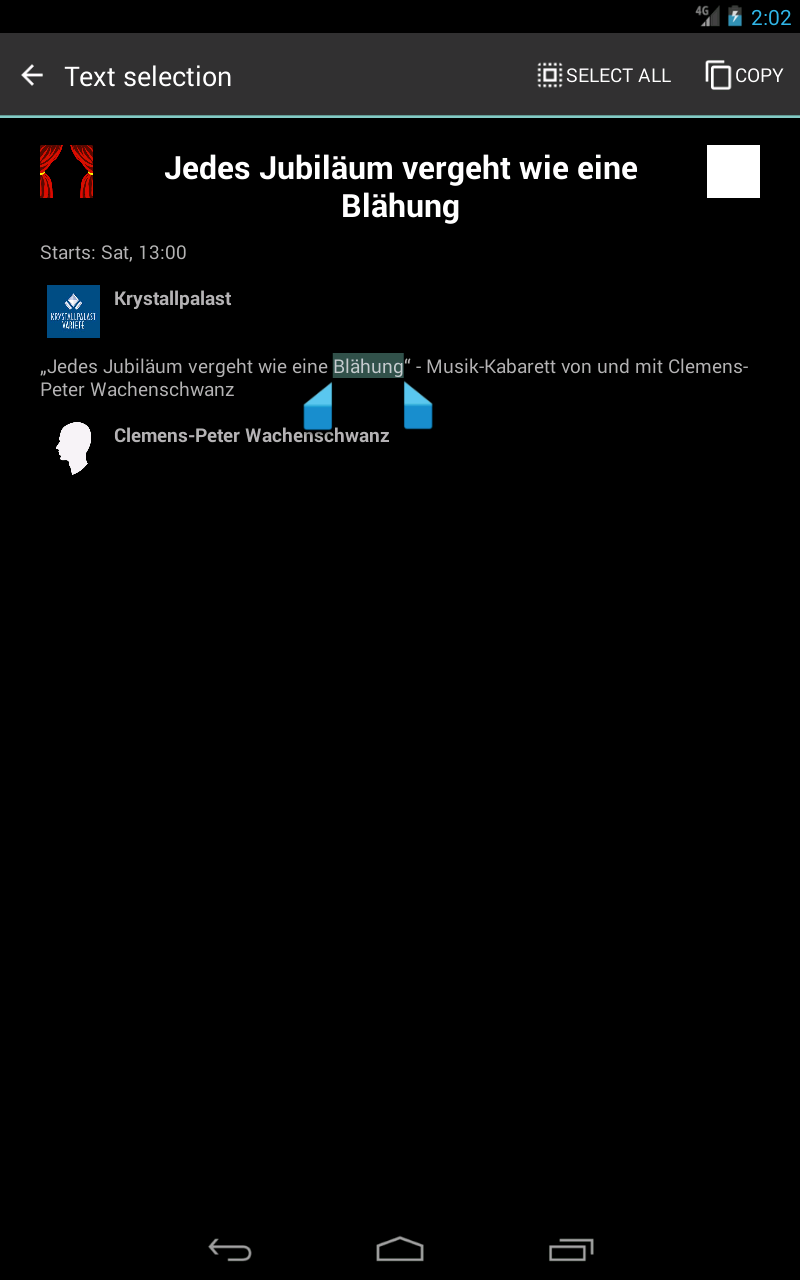 4G 2:02
Text selection SELECT ALL COPY
Jedes Jubiläum vergeht wie eine
Blähung
Starts: Sat, 13:00
KRYSTALLPALAST
VARIETÉ
Krystallpalast
„Jedes Jubiläum vergeht wie eine Blähung“ - Musik-Kabarett von und mit Clemens-
Peter Wachenschwanz
Clemens-Peter Wachenschwanz